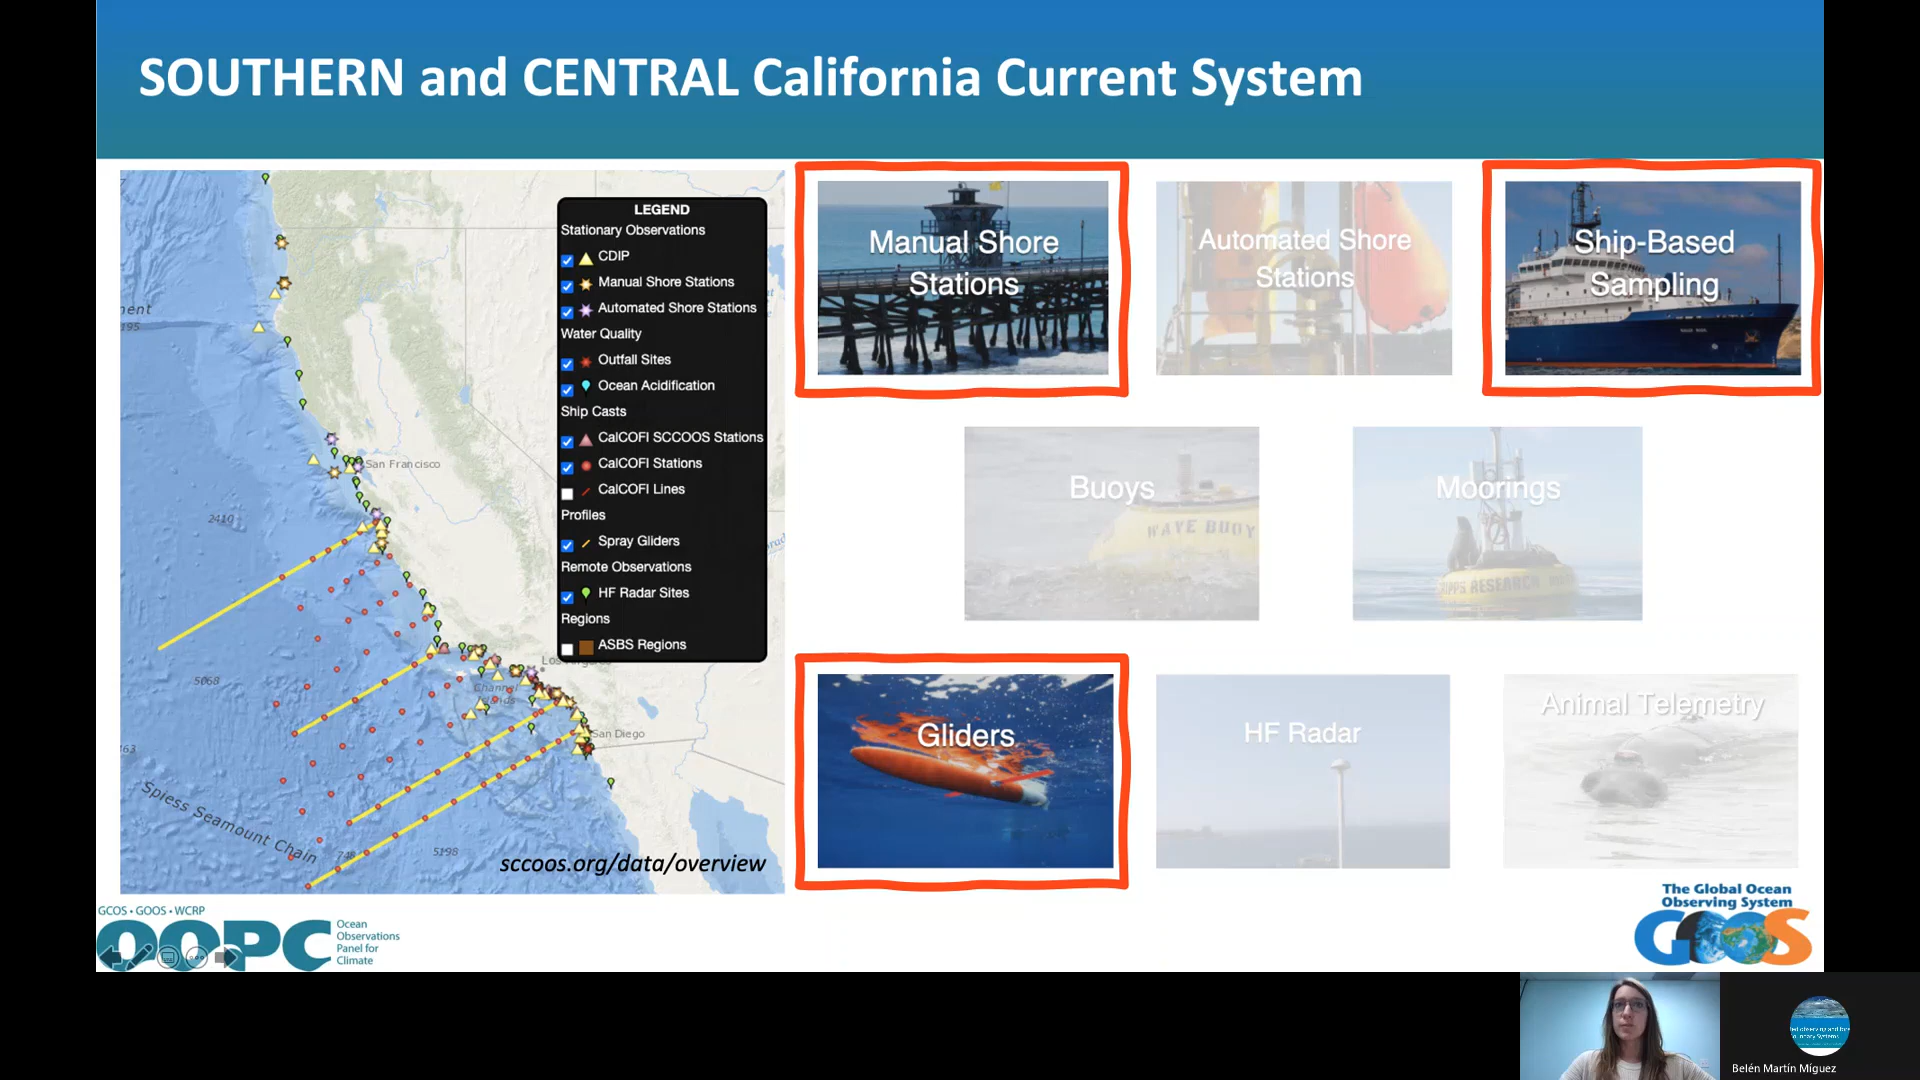 SOUTHERN and CENTRAL California Current System
LEGEND
Stationary Observations
CDIP
Manual Shore Stations
Automated Shore Stations
Water Quality
Outfall Sites
Ocean Acidification
Ship Casts
CalCOFI SCCOOS Stations
CalCOFI Stations
CalCOFI Lines
Profiles
Spray Gliders
Remote Observations
HF Radar Sites
Regions
ASBS Regions
San Francisco
2410
5068
Channel
San Diego
Spiess Seamount Chain
5198
sccoos.org/data/overview
Manual Shore
Stations
Automated Shore
Stations
Ship-Based
Sampling
Buoys
WAVE BUOY
Moorings
Gliders
HF Radar
Animal Telemetry
GCOS • GOOS • WCRP
OOPC
Ocean
Observations
Panel for
Climate
The Global Ocean
Observing System
GOOS
Belén Martín Míguez